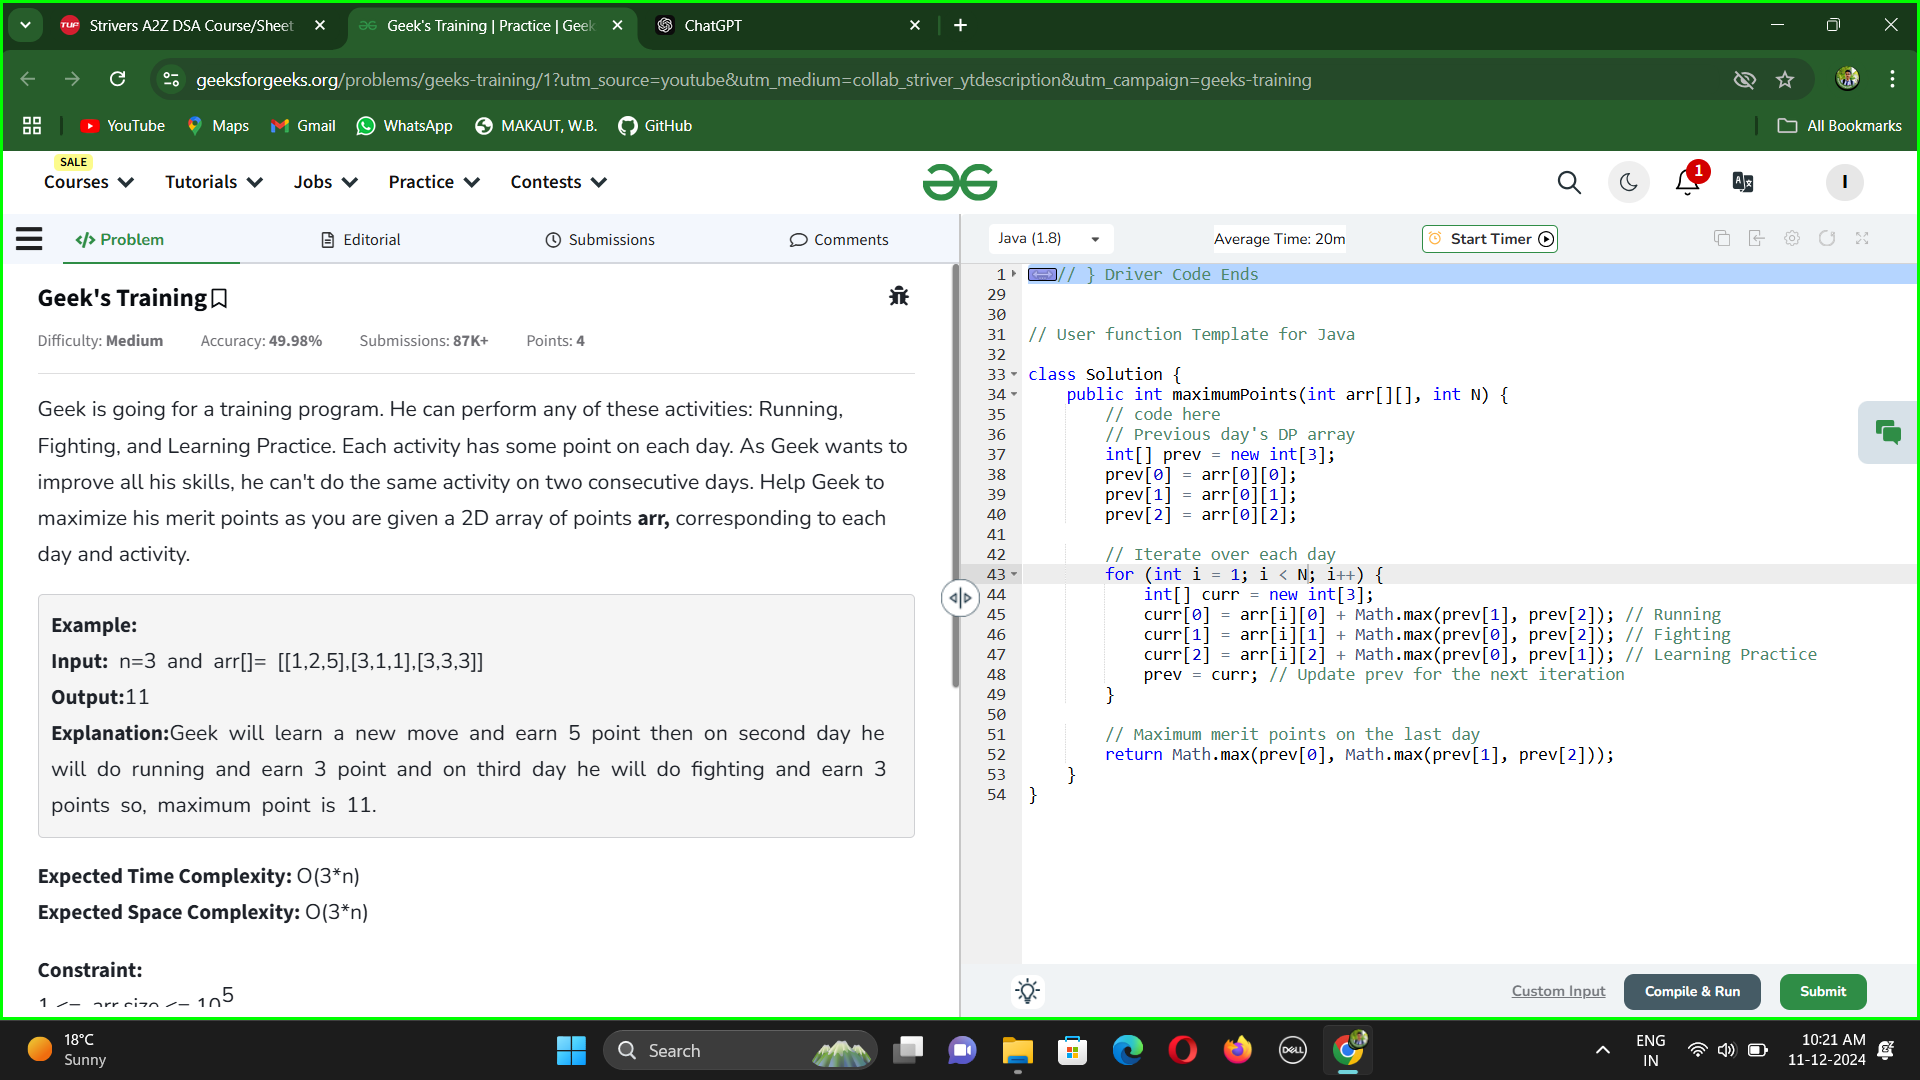 Strivers A2Z DSA Course/Sheet
Geek's Training | Practice | Geek
ChatGPT
geeksforgeeks.org/problems/geeks-training/1?utm_source=youtube&utm_medium=collab_striver_ytdescription&utm_campaign=geeks-training
YouTube Maps Gmail WhatsApp MAKAUT, W.B. GitHub All Bookmarks
SALE
Courses Tutorials Jobs Practice Contests
1
I
</> Problem Editorial Submissions Comments
Geek's Training
Difficulty: Medium Accuracy: 49.98% Submissions: 87K+ Points: 4
Geek is going for a training program. He can perform any of these activities: Running,
Fighting, and Learning Practice. Each activity has some point on each day. As Geek wants to
improve all his skills, he can't do the same activity on two consecutive days. Help Geek to
maximize his merit points as you are given a 2D array of points arr, corresponding to each
day and activity.
Example:
Input: n=3 and arr[]= [[1,2,5],[3,1,1],[3,3,3]]
Output:11
Explanation:Geek will learn a new move and earn 5 point then on second day he
will do running and earn 3 point and on third day he will do fighting and earn 3
points so, maximum point is 11.
Expected Time Complexity: O(3*n)
Expected Space Complexity: O(3*n)
Constraint:
1 <= arr.size <= 10^5
Java (1.8) Average Time: 20m Start Timer
1 // } Driver Code Ends
29
30
31 // User function Template for Java
32
33 class Solution {
34 public int maximumPoints(int arr[][], int N) {
35 // code here
36 // Previous day's DP array
37 int[] prev = new int[3];
38 prev[0] = arr[0][0];
39 prev[1] = arr[0][1];
40 prev[2] = arr[0][2];
41
42 // Iterate over each day
43 for (int i = 1; i < N; i++) {
44 int[] curr = new int[3];
45 curr[0] = arr[i][0] + Math.max(prev[1], prev[2]); // Running
46 curr[1] = arr[i][1] + Math.max(prev[0], prev[2]); // Fighting
47 curr[2] = arr[i][2] + Math.max(prev[0], prev[1]); // Learning Practice
48 prev = curr; // Update prev for the next iteration
49 }
50
51 // Maximum merit points on the last day
52 return Math.max(prev[0], Math.max(prev[1], prev[2]));
53 }
54 }
Custom Input Compile & Run Submit
18°C
Sunny
Search
DELL
ENG
IN
10:21 AM
11-12-2024